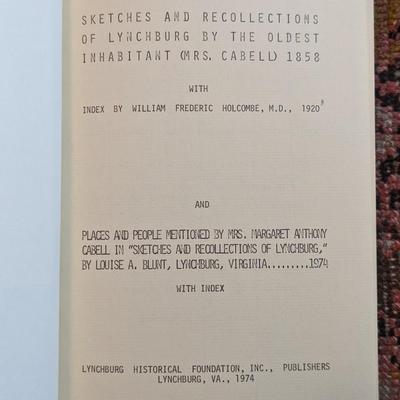 SKETCHES AND RECOLLECTIONS
OF LYNCHBURG BY THE OLDEST
INHABITANT (MRS. CABELL) 1858
WITH
INDEX BY WILLIAM FREDERIC HOLCOMBE, M.D., 1920'
AND
PLACES AND PEOPLE MENTIONED BY MRS. MARGARET ANTHONY
CABELL IN "SKETCHES AND RECOLLECTIONS OF LYNCHBURG,"
BY LOUISE A. BLUNT, LYNCHBURG, VIRGINIA.........1974
WITH INDEX
LYNCHBURG HISTORICAL FOUNDATION, INC., PUBLISHERS
LYNCHBURG, VA., 1974